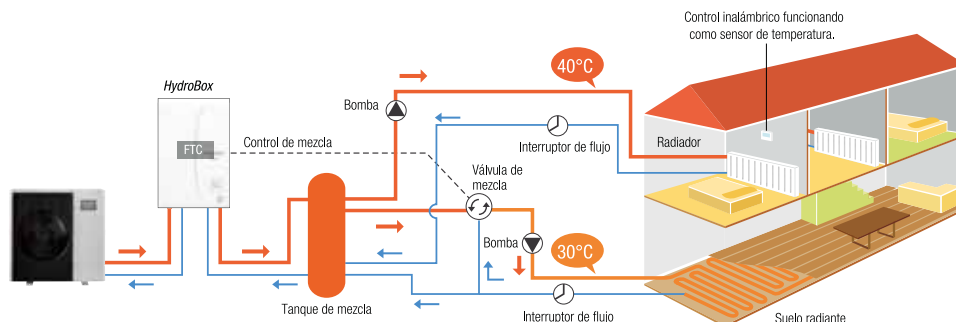 Control inalámbrico funcionando
como sensor de temperatura.
HydroBox
40°C
Bomba
FTC
Control de mezcla
Interruptor de flujo
Radiador
Válvula de
mezcla
Bomba
30°C
Tanque de mezcla
Interruptor de flujo
Suelo radiante